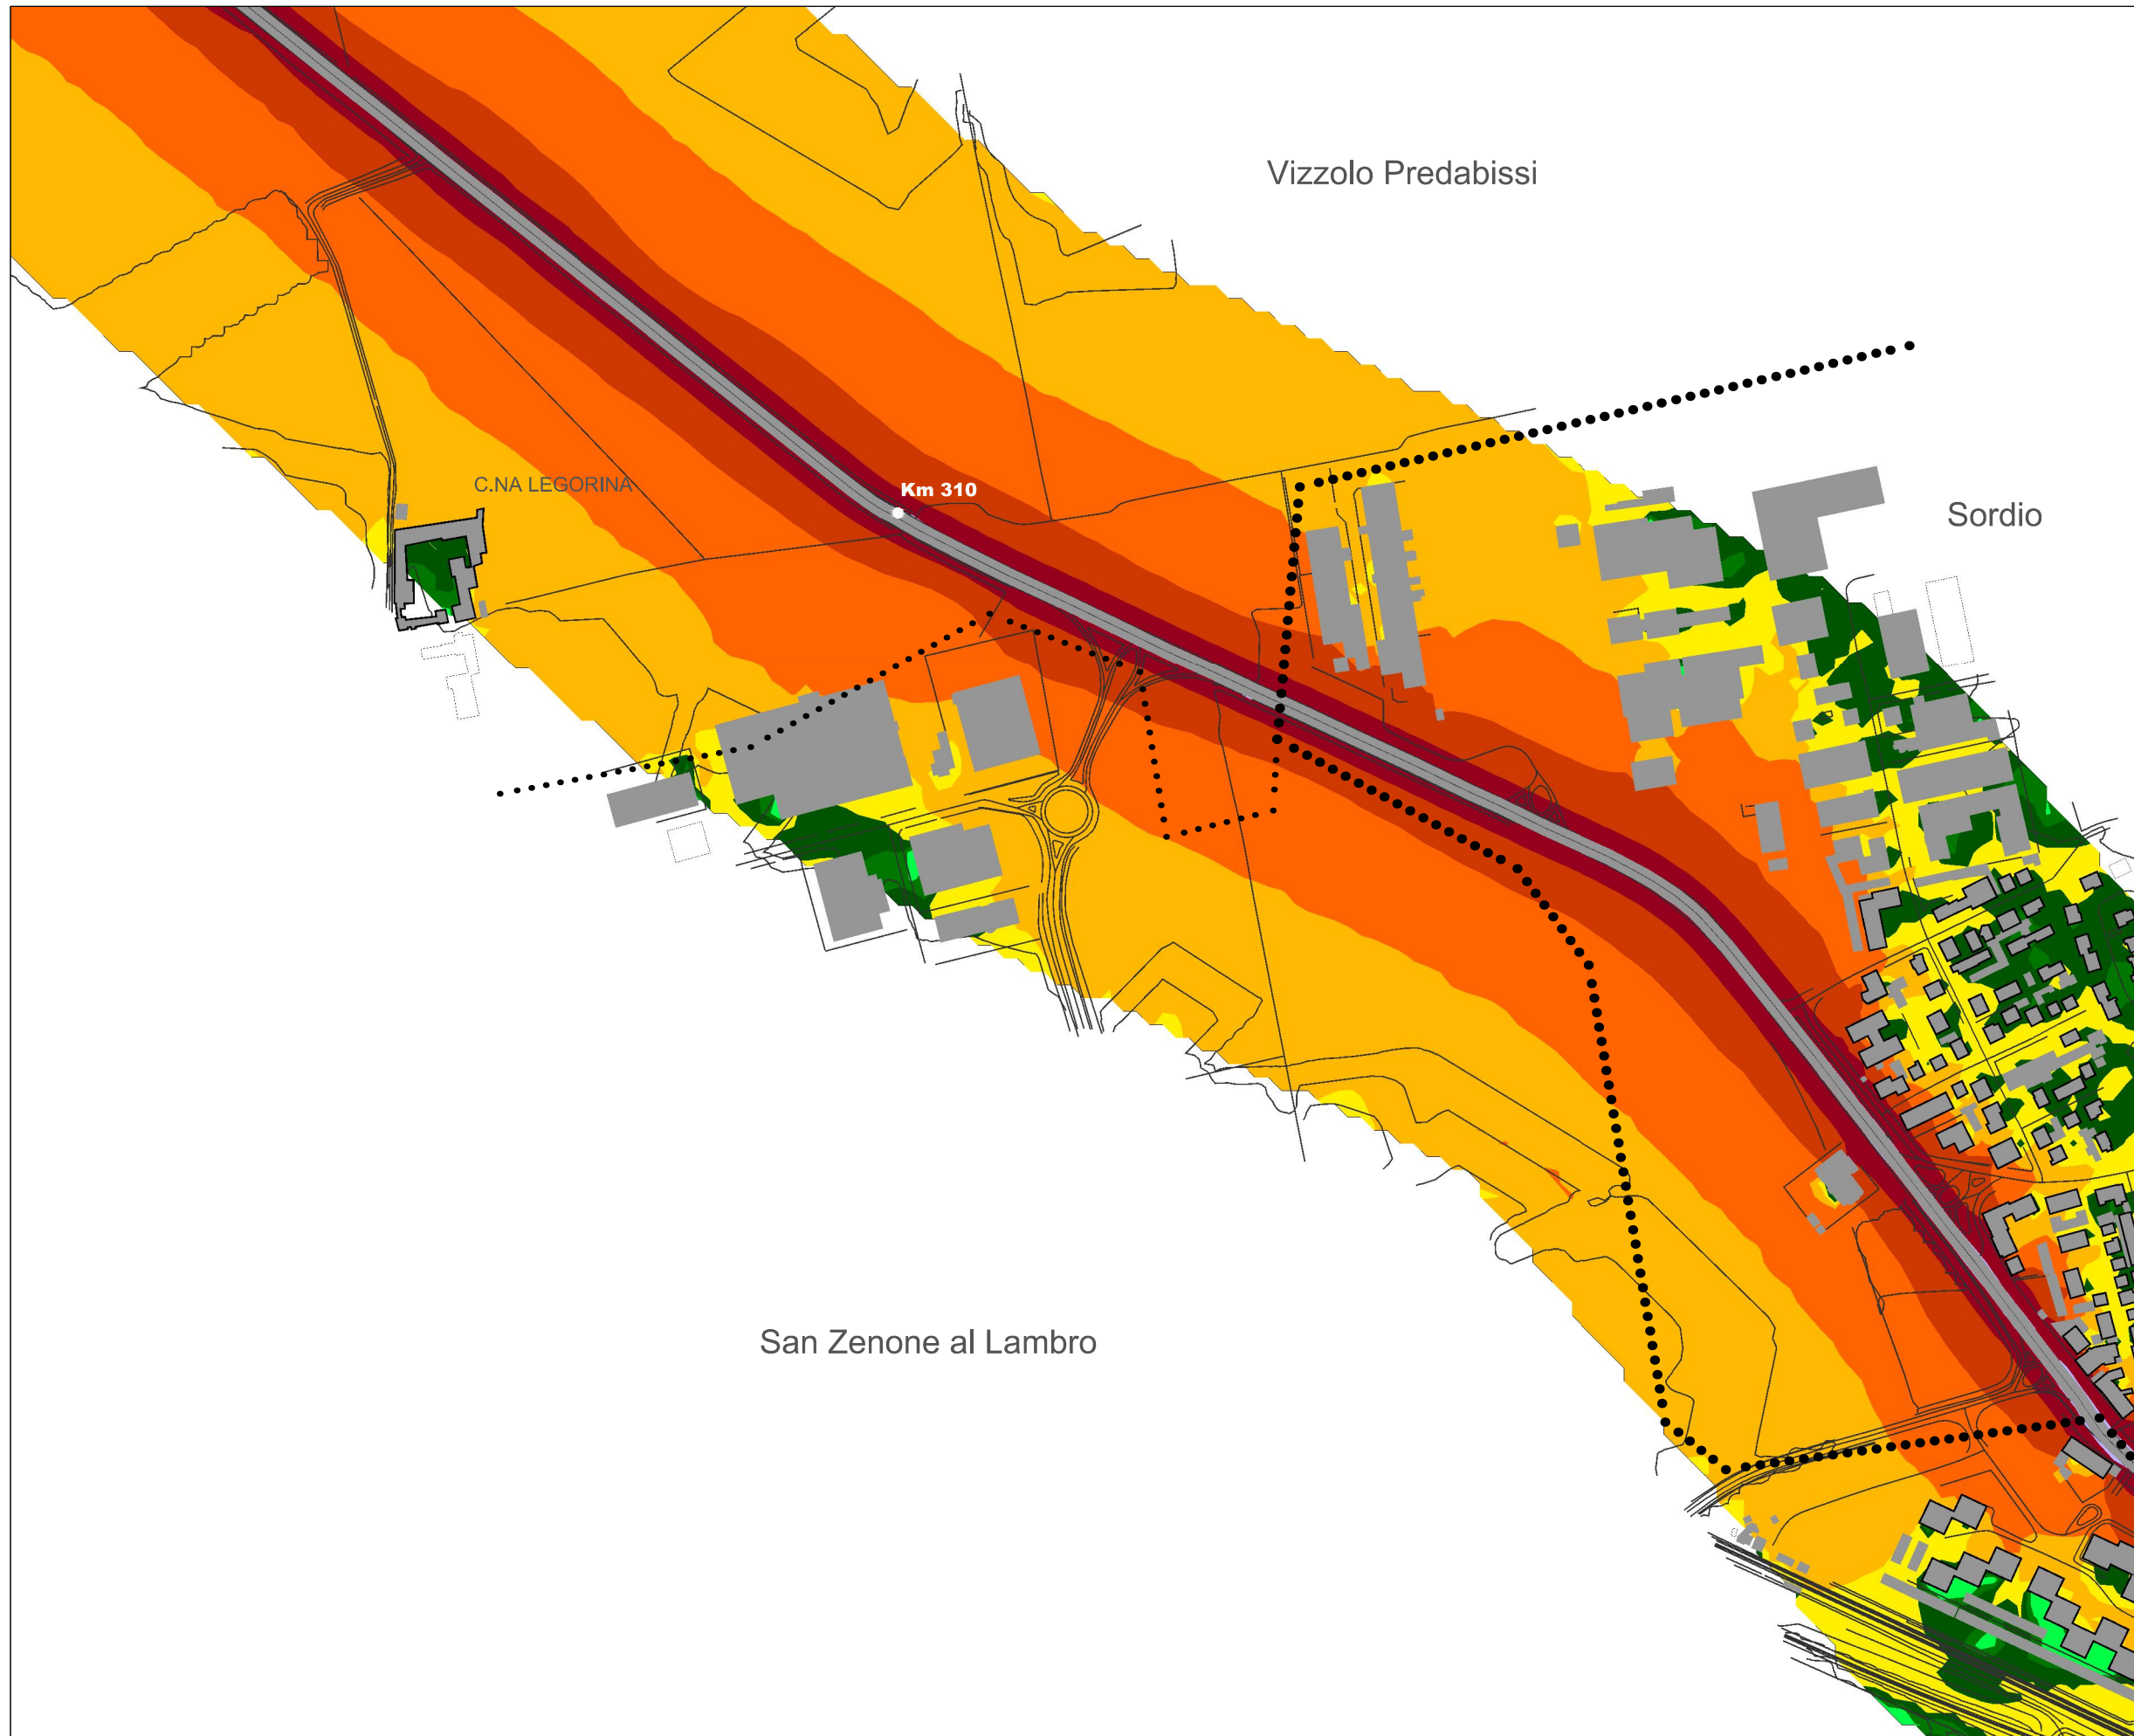 Vizzolo Predabissi
C.NA LEGORINA
Km 310
Sordio
San Zenone al Lambro